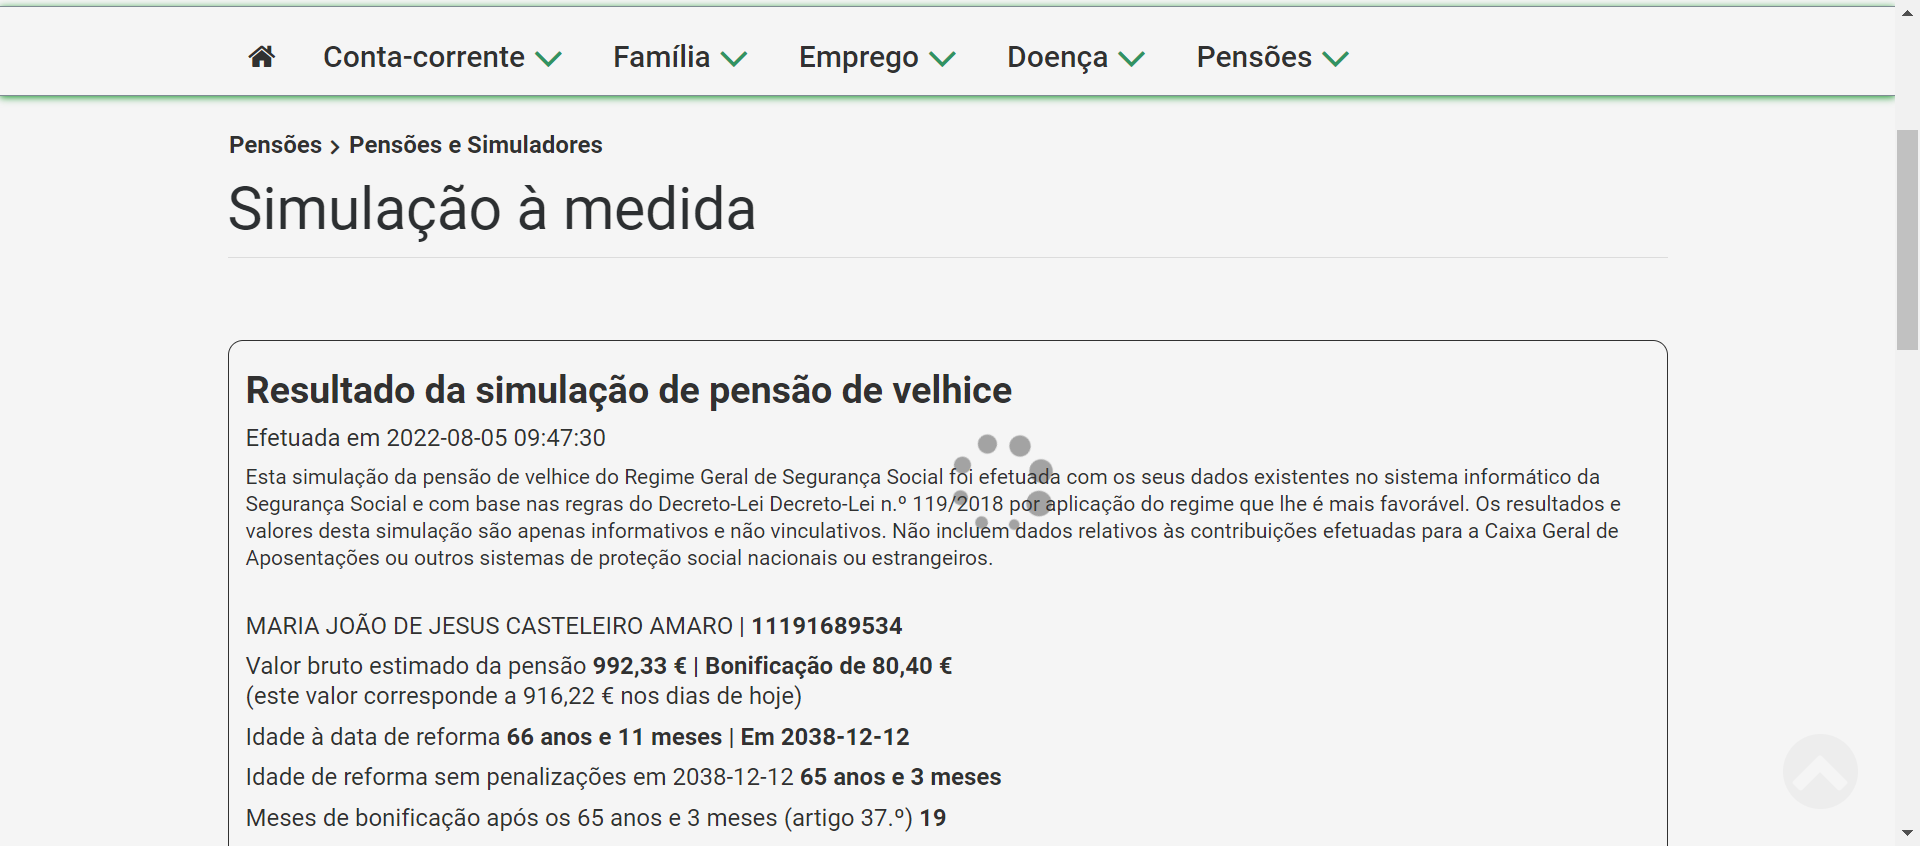 Conta-corrente Família Emprego Doença Pensões
Pensões > Pensões e Simuladores
Simulação à medida
Resultado da simulação de pensão de velhice
Efetuada em 2022-08-05 09:47:30
Esta simulação da pensão de velhice do Regime Geral de Segurança Social foi efetuada com os seus dados existentes no sistema informático da
Segurança Social e com base nas regras do Decreto-Lei Decreto-Lei n.º 119/2018 por aplicação do regime que lhe é mais favorável. Os resultados e
valores desta simulação são apenas informativos e não vinculativos. Não incluem dados relativos às contribuições efetuadas para a Caixa Geral de
Aposentações ou outros sistemas de proteção social nacionais ou estrangeiros.
MARIA JOÃO DE JESUS CASTELEIRO AMARO | 11191689534
Valor bruto estimado da pensão 992,33 € | Bonificação de 80,40 €
(este valor corresponde a 916,22 € nos dias de hoje)
Idade à data de reforma 66 anos e 11 meses | Em 2038-12-12
Idade de reforma sem penalizações em 2038-12-12 65 anos e 3 meses
Meses de bonificação após os 65 anos e 3 meses (artigo 37.º) 19